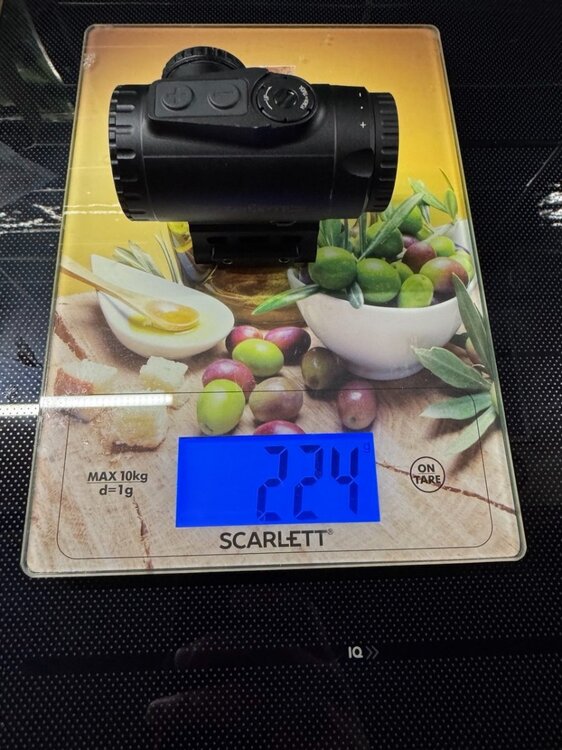 - +
- +
MAX 10kg
d=1g
224 g
ON
TARE
SCARLETT®
IQ